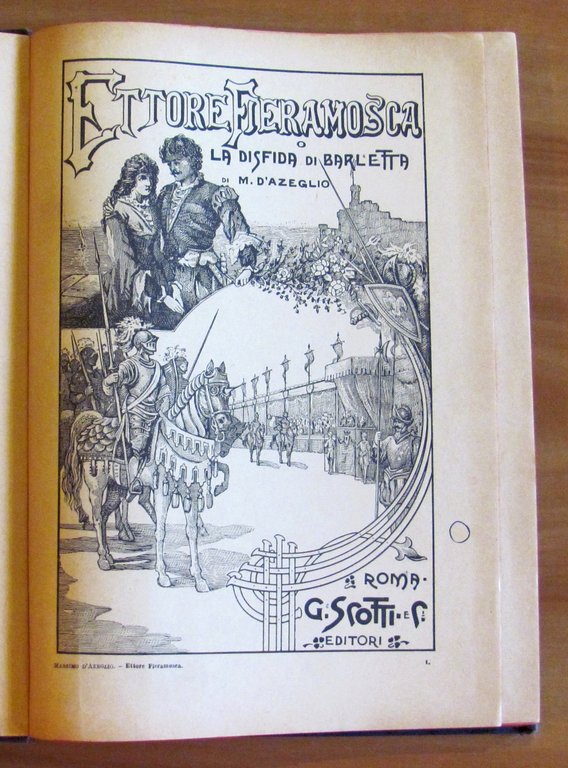 ETTORE FIERAMOSCA
O
LA DISFIDA DI BARLETTA
DI M. D'AZEGLIO
ROMA.
G. SCOTTI E C.
EDITORI
MASSIMO D'AZEGLIO. — Ettore Fieramosca.
1.